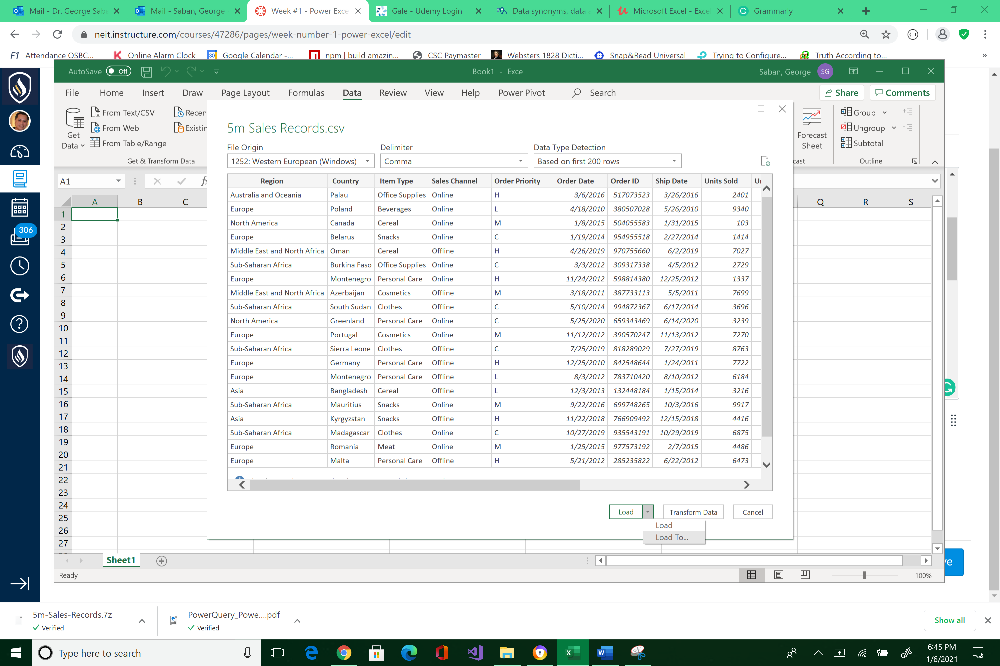 Mail - Dr. George Saba
Mail - Saban, George
Week #1 - Power Exce
Gale - Udemy Login
Data synonyms, data a
Microsoft Excel - Exce
Grammarly
neit.instructure.com/courses/47286/pages/week-number-1-power-excel/edit
F1 Attendance OSBC...
Online Alarm Clock
30 Google Calendar -...
npm | build amazin...
CSC Paymaster
Websters 1828 Dicti...
Snap&Read Universal
Trying to Configure...
Truth According to...
»
AutoSave Off
Book1 - Excel
Saban, George SG
File Home Insert Draw Page Layout Formulas Data Review View Help Power Pivot Search
Share Comments
Get Data
From Text/CSV
From Web
From Table/Range
Recen
Existin
Get & Transform Data
Forecast Sheet
cast
Group
Ungroup
Subtotal
Outline
A1
A B C Q R S
1
2
3
4
5
6
7
8
9
10
11
12
13
14
15
16
17
18
19
20
21
22
23
24
25
26
27
306
5m Sales Records.csv
File Origin Delimiter Data Type Detection
1252: Western European (Windows) Comma Based on first 200 rows
Region Country Item Type Sales Channel Order Priority Order Date Order ID Ship Date Units Sold
Australia and Oceania Palau Office Supplies Online H 3/6/2016 517073523 3/26/2016 2401
Europe Poland Beverages Online L 4/18/2010 380507028 5/26/2010 9340
North America Canada Cereal Online M 1/8/2015 504055583 1/31/2015 103
Europe Belarus Snacks Online C 1/19/2014 954955518 2/27/2014 1414
Middle East and North Africa Oman Cereal Offline H 4/26/2019 970755660 6/2/2019 7027
Sub-Saharan Africa Burkina Faso Office Supplies Online C 3/3/2012 309317338 4/5/2012 2729
Europe Montenegro Personal Care Online H 11/24/2012 598814380 12/25/2012 1337
Middle East and North Africa Azerbaijan Cosmetics Offline M 3/18/2011 387733113 5/5/2011 7699
Sub-Saharan Africa South Sudan Clothes Offline C 5/10/2014 994872367 6/17/2014 3696
North America Greenland Personal Care Online C 5/25/2020 659343469 6/14/2020 3239
Europe Portugal Cosmetics Online M 11/12/2012 390570247 11/13/2012 7270
Sub-Saharan Africa Sierra Leone Clothes Offline C 7/25/2019 818289029 7/27/2019 8763
Europe Germany Personal Care Offline H 12/25/2010 842548644 1/24/2011 7722
Europe Montenegro Personal Care Offline L 8/3/2012 783710420 8/10/2012 6184
Asia Bangladesh Cereal Offline L 12/3/2013 132448184 1/15/2014 3216
Sub-Saharan Africa Mauritius Snacks Online M 9/22/2016 699748265 10/3/2016 9917
Asia Kyrgyzstan Snacks Offline H 11/22/2018 766909492 12/15/2018 4416
Sub-Saharan Africa Madagascar Clothes Online C 10/27/2019 935543191 10/29/2019 6875
Europe Romania Meat Online M 1/25/2015 977573192 2/7/2015 4486
Europe Malta Personal Care Offline H 5/21/2012 285235822 6/22/2012 6473
Load Transform Data Cancel
Load
Load To...
Sheet1
Ready
100%
ve
5m-Sales-Records.7z
Verified
PowerQuery_Powe....pdf
Verified
Show all
Type here to search
6:45 PM
1/6/2021